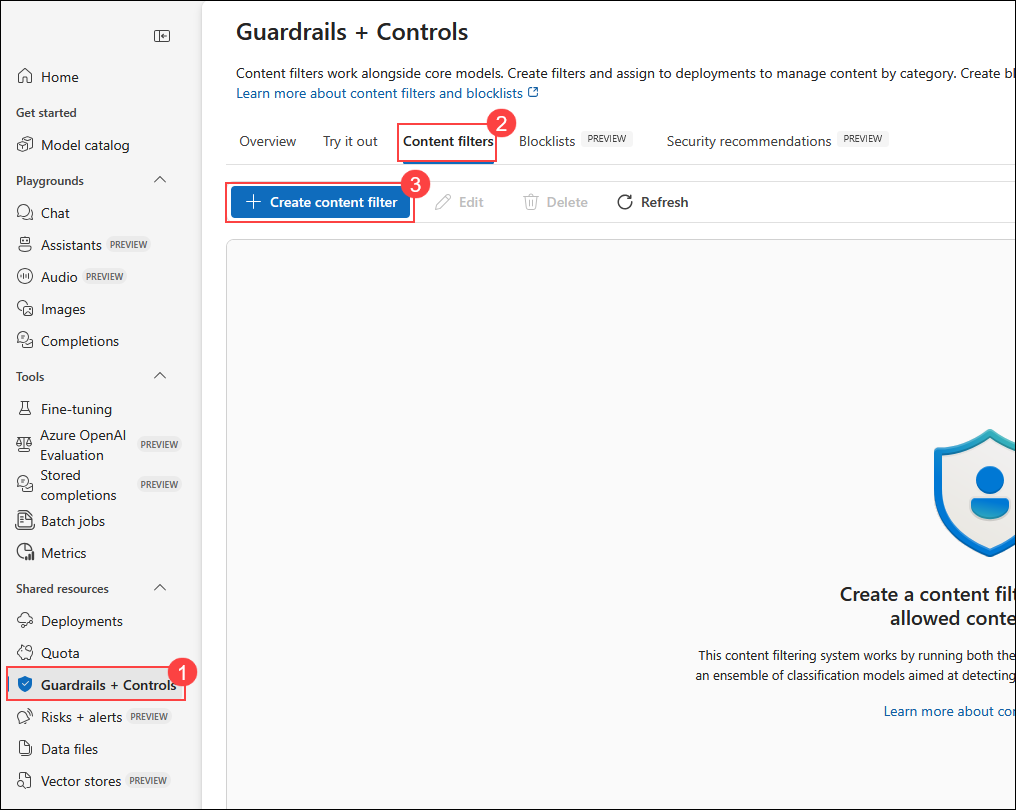 Home
Get started
Model catalog
Playgrounds
Chat
Assistants PREVIEW
Audio PREVIEW
Images
Completions
Tools
Fine-tuning
Azure OpenAI
Evaluation
PREVIEW
Stored
completions
PREVIEW
Batch jobs
Metrics
Shared resources
Deployments
Quota
Guardrails + Controls
1
Risks + alerts PREVIEW
Data files
Vector stores PREVIEW
Guardrails + Controls
Content filters work alongside core models. Create filters and assign to deployments to manage content by category. Create bl
Learn more about content filters and blocklists
Overview Try it out Content filters 2 Blocklists PREVIEW Security recommendations PREVIEW
Create content filter 3 Edit Delete Refresh
Create a content filt
allowed conte
This content filtering system works by running both the
an ensemble of classification models aimed at detecting
Learn more about con